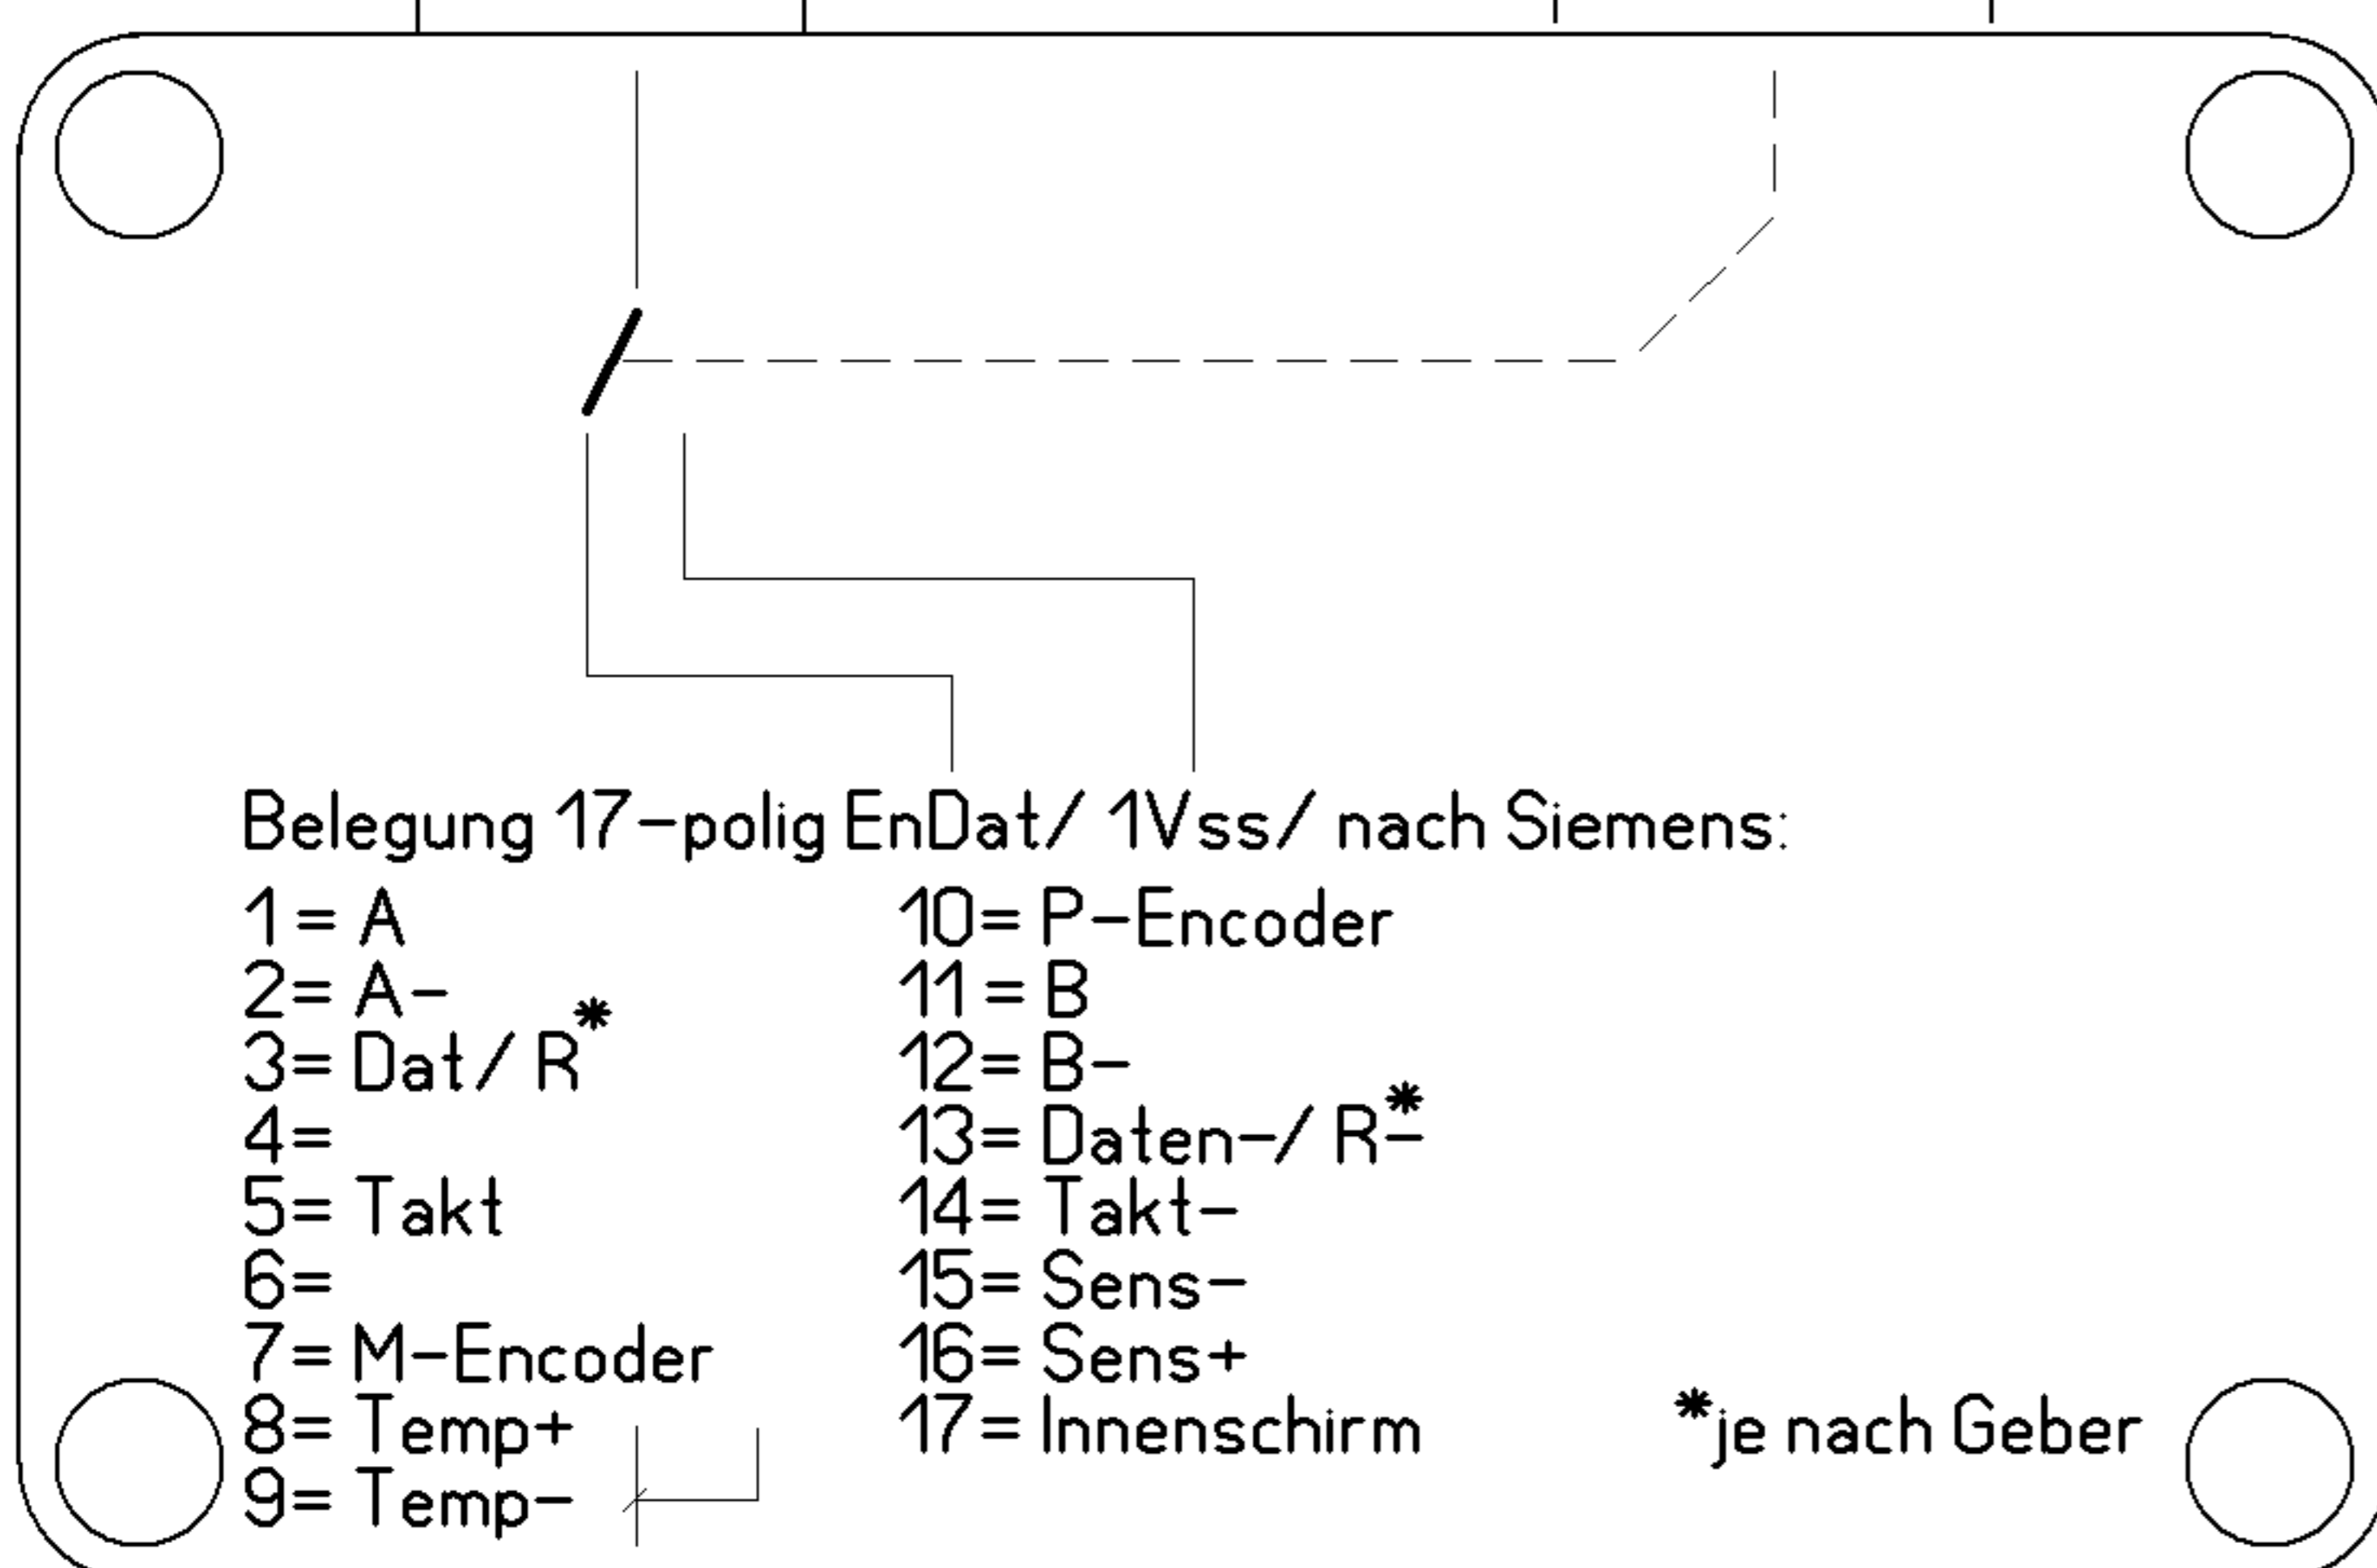 Belegung 17-polig EnDat/ 1Vss/ nach Siemens:
1= A
2= A-
3= Dat/ R*
4=
5= Takt
6=
7= M-Encoder
8= Temp+
9= Temp-
10= P-Encoder
11= B
12= B-
13= Daten-/ R-*
14= Takt-
15= Sens-
16= Sens+
17= Innenschirm
*je nach Geber